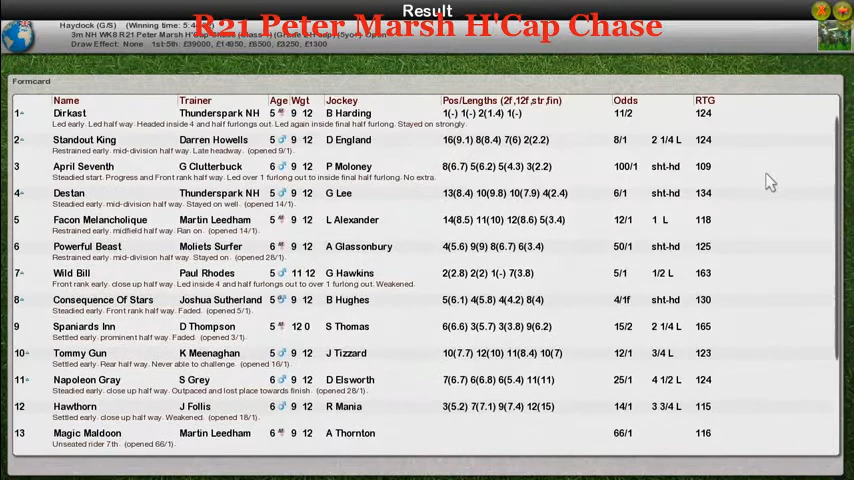 Result
R21 Peter Marsh H'Cap Chase
Haydock (G/S) (Winning time: 5:4
3m NH WK8 R21 Peter Marsh H'Cap Chase (Class 1) (Grade 2 H'cap) (5yo+) Open
Draw Effect: None 1st-5th: £39000, £14950, £6500, £3250, £1300
Formcard
Name Trainer Age Wgt Jockey Pos/Lengths (2f,12f,str,fin) Odds RTG
1 Dirkast Thunderspark NH 5 9 12 B Harding 1(-) 1(-) 2(1.4) 1(-) 11/2 124
Led early. Led half way. Headed inside 4 and half furlongs out. Led again inside final half furlong. Stayed on strongly.
2 Standout King Darren Howells 5 9 12 D England 16(9.1) 8(8.4) 7(6) 2(2.2) 8/1 2 1/4 L 124
Restrained early. mid-division half way. Late headway. (opened 9/1).
3 April Seventh G Clutterbuck 6 9 12 P Moloney 8(6.7) 5(6.2) 5(4.3) 3(2.2) 100/1 sht-hd 109
Steadied start. Progress and Front rank half way. Led over 1 furlong out to inside final half furlong. No extra.
4 Destan Thunderspark NH 5 9 12 G Lee 13(8.4) 10(9.8) 10(7.9) 4(2.4) 6/1 sht-hd 134
Steadied early. mid-division half way. Stayed on well. (opened 14/1).
5 Facon Melancholique Martin Leedham 5 9 12 L Alexander 14(8.5) 11(10) 12(8.6) 5(3.4) 12/1 1 L 118
Restrained early. midfield half way. Ran on. (opened 14/1).
6 Powerful Beast Moliets Surfer 6 9 12 A Glassonbury 4(5.6) 9(9) 8(6.7) 6(3.4) 50/1 sht-hd 125
Restrained early. mid-division half way. Stayed on. (opened 28/1).
7 Wild Bill Paul Rhodes 5 11 12 G Hawkins 2(2.8) 2(2) 1(-) 7(3.8) 5/1 1/2 L 163
Front rank early. close up half way. Led inside 4 and half furlongs out to over 1 furlong out. Weakened.
8 Consequence Of Stars Joshua Sutherland 5 9 12 B Hughes 5(6.1) 4(5.8) 4(4.2) 8(4) 4/1f sht-hd 130
Steadied early. Front rank half way. Faded. (opened 5/1).
9 Spaniards Inn D Thompson 5 12 0 S Thomas 6(6.6) 3(5.7) 3(3.8) 9(6.2) 15/2 2 1/4 L 165
Settled early. prominent half way. Faded. (opened 3/1).
10 Tommy Gun K Meenaghan 5 9 12 J Tizzard 10(7.7) 12(10) 11(8.4) 10(7) 12/1 3/4 L 123
Settled early. Rear half way. Never able to challenge. (opened 16/1).
11 Napoleon Gray S Grey 6 9 12 D Elsworth 7(6.7) 6(6.8) 6(5.4) 11(11) 25/1 4 1/2 L 124
Steadied early. close up half way. Outpaced and lost place towards finish. (opened 28/1).
12 Hawthorn J Follis 6 9 12 R Mania 3(5.2) 7(7.1) 9(7.4) 12(15) 14/1 3 3/4 L 115
Settled early. close up half way. Weakened. (opened 18/1).
13 Magic Maldoon Martin Leedham 6 9 12 A Thornton 66/1 116
Unseated rider 7th. (opened 66/1).